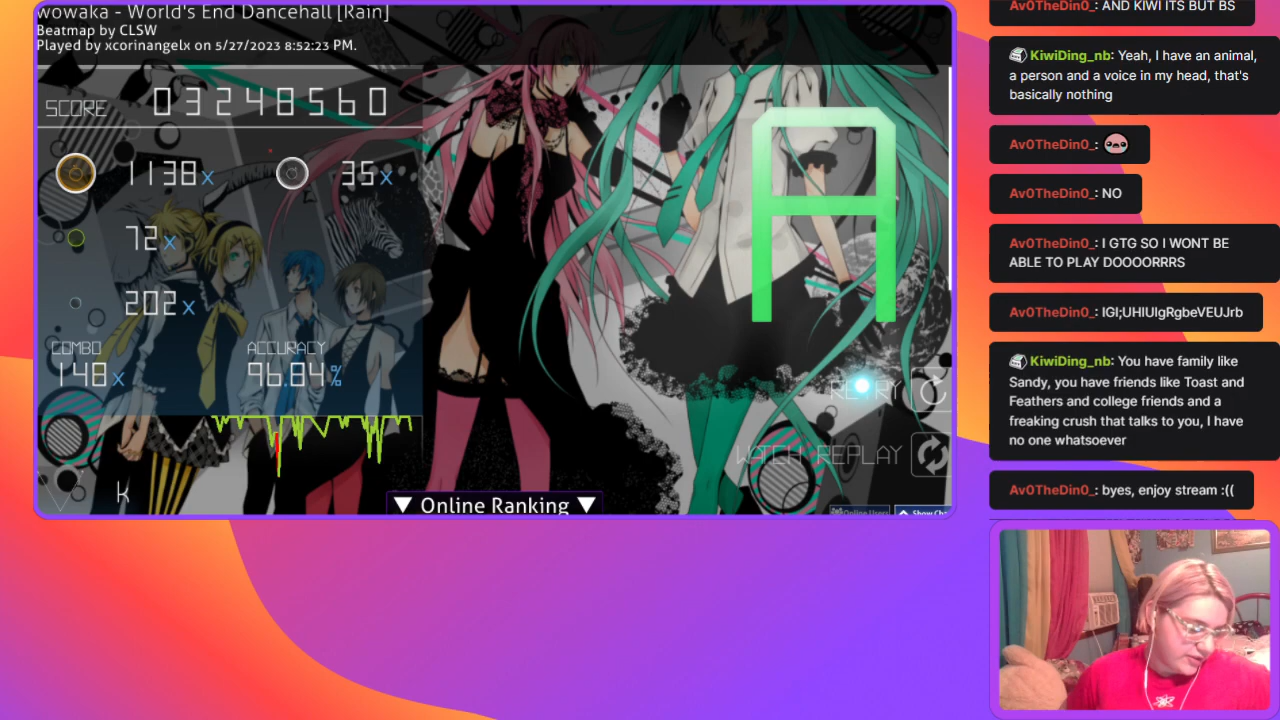 wowaka - World's End Dancehall [Rain]
Beatmap by CLSW
Played by xcorinangelx on 5/27/2023 8:52:23 PM.
SCORE 03248560
1138x 35x
72x
202x
COMBO ACCURACY
148x 96.84%
A
RETRY
WATCH REPLAY
▼ Online Ranking ▼
Online Users
Show Cha
Av0TheDin0_: AND KIWI ITS BUT BS
KiwiDing_nb: Yeah, I have an animal,
a person and a voice in my head, that's
basically nothing
Av0TheDin0_:
Av0TheDin0_: NO
Av0TheDin0_: I GTG SO I WONT BE
ABLE TO PLAY DOOOORRRS
Av0TheDin0_: IGI;UHIUIgRgbeVEUJrb
KiwiDing_nb: You have family like
Sandy, you have friends like Toast and
Feathers and college friends and a
freaking crush that talks to you, I have
no one whatsoever
Av0TheDin0_: byes, enjoy stream :((